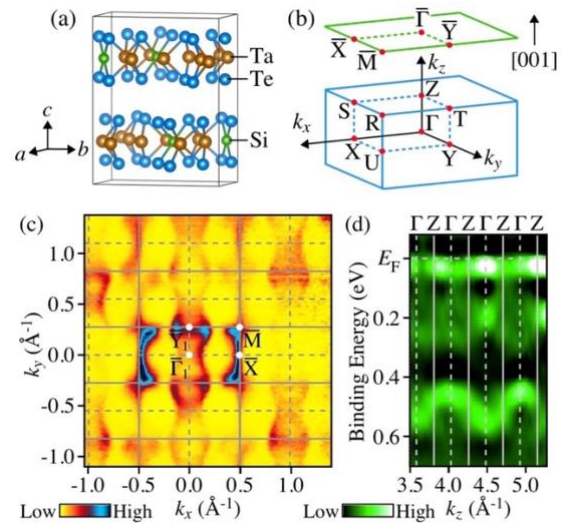 (a)
Ta
Te
Si
c
a
b
(b)
Γ̅
X̅
Y̅
M̅
k_z
[001]
Z
S
R
T
Γ
k_x
X
U
Y
k_y
(c)
1.0
0.5
0.0
-0.5
-1.0
k_y (Å⁻¹)
Y̅₁
M̅
Γ̅₁
X̅
-1.0 -0.5 0.0 0.5 1.0
Low High
k_x (Å⁻¹)
(d)
Γ Z Γ Z Γ Z Γ Z
E_F
0.2
0.4
0.6
Binding Energy (eV)
3.5 4.0 4.5 5.0
Low High
k_z (Å⁻¹)